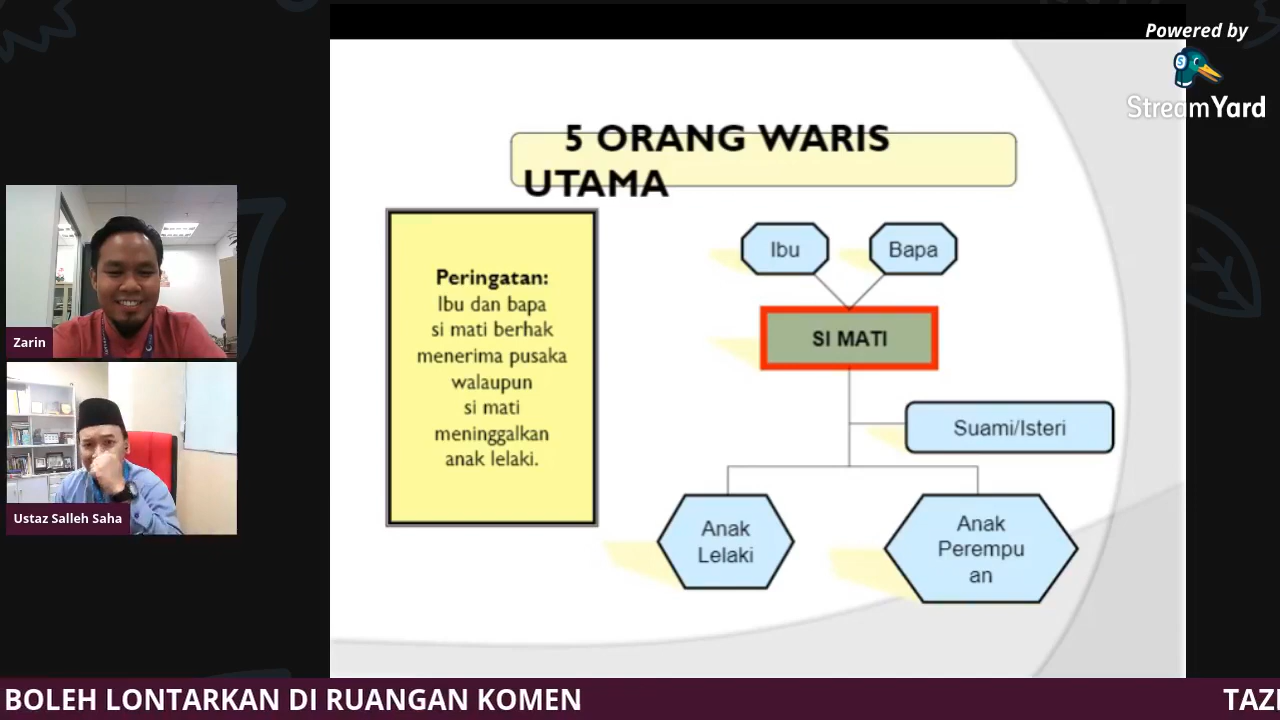 Powered by
StreamYard
5 ORANG WARIS
UTAMA
Peringatan:
Ibu dan bapa
si mati berhak
menerima pusaka
walaupun
si mati
meninggalkan
anak lelaki.
Ibu
Bapa
SI MATI
Suami/Isteri
Anak
Lelaki
Anak
Perempu
an
Zarin
Ustaz Salleh Saha
BOLEH LONTARKAN DI RUANGAN KOMEN